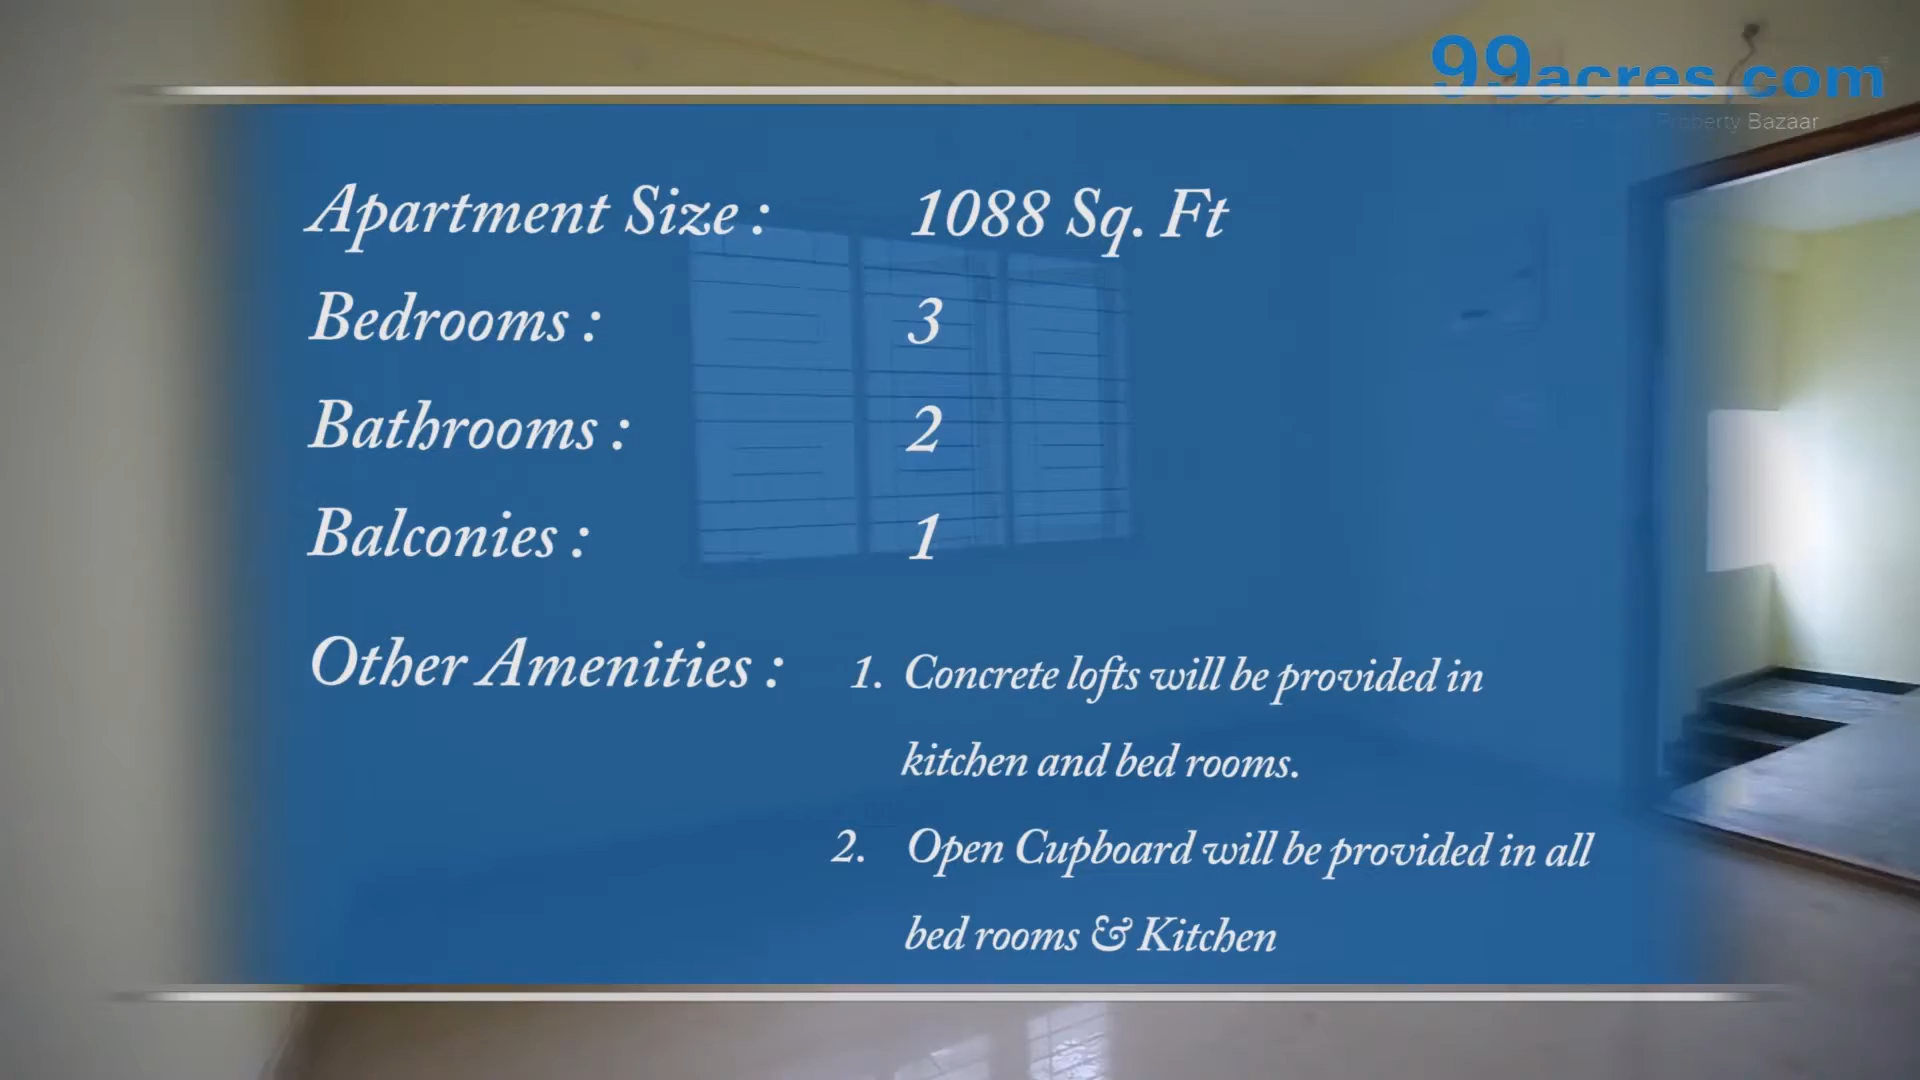 99acres.com
Property Bazaar
Apartment Size : 1088 Sq. Ft
Bedrooms : 3
Bathrooms : 2
Balconies : 1
Other Amenities : 1. Concrete lofts will be provided in
kitchen and bed rooms.
2. Open Cupboard will be provided in all
bed rooms & Kitchen